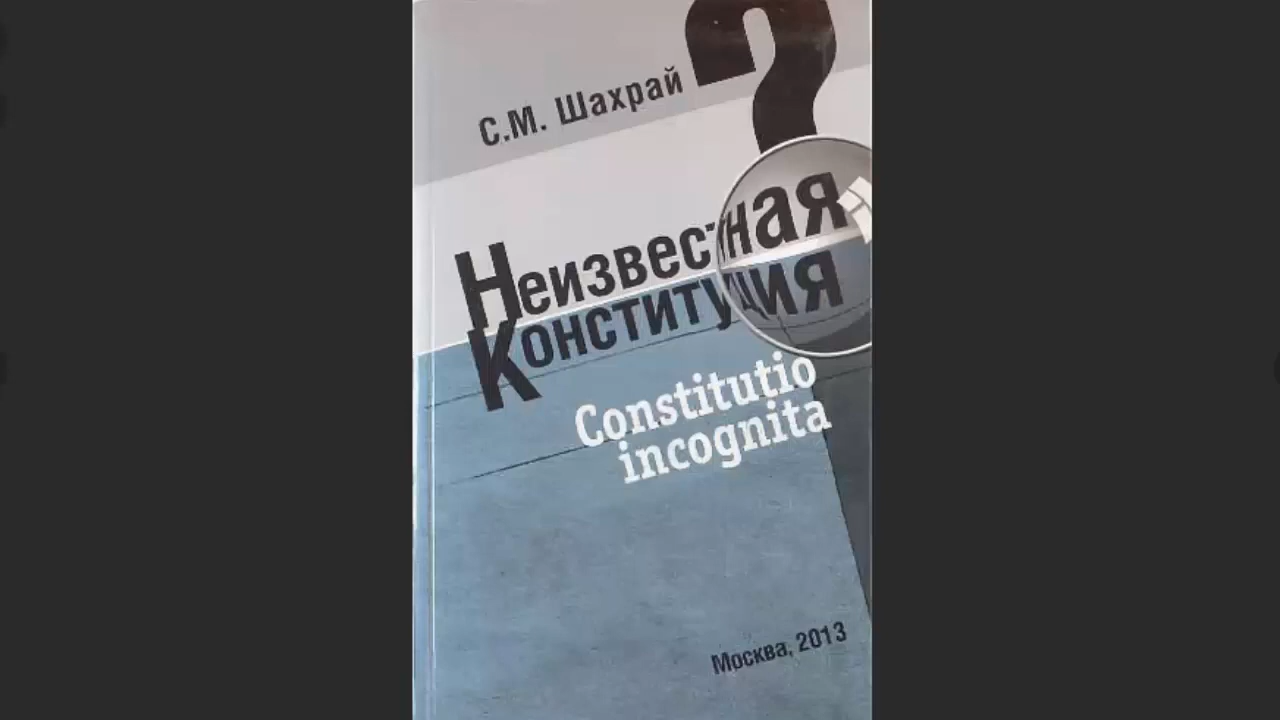 С.М. Шахрай
Неизвестная
Конституция
Constitutio
incognita
Москва, 2013